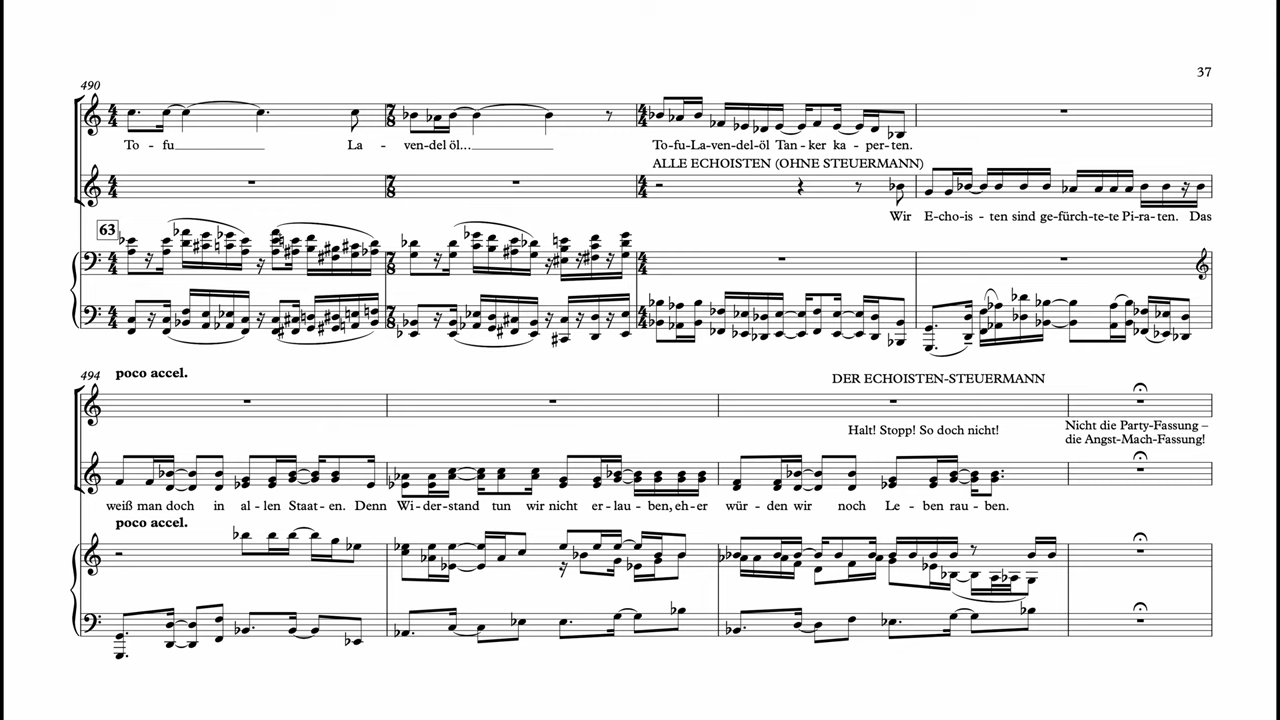 37
490
To - fu La - ven-del öl... To-fu-La-ven-del-öl Tan-ker ka-per-ten.
ALLE ECHOISTEN (OHNE STEUERMANN)
Wir E-cho-is-ten sind ge-fürch-te-te Pi-ra-ten. Das
63
494
poco accel.
DER ECHOISTEN-STEUERMANN
Halt! Stopp! So doch nicht! Nicht die Party-Fassung –
die Angst-Mach-Fassung!
weiß man doch in al-len Staat-en. Denn Wi-der-stand tun wir nicht er-lau-ben, eh-er wür-den wir noch Le-ben rau-ben.
poco accel.